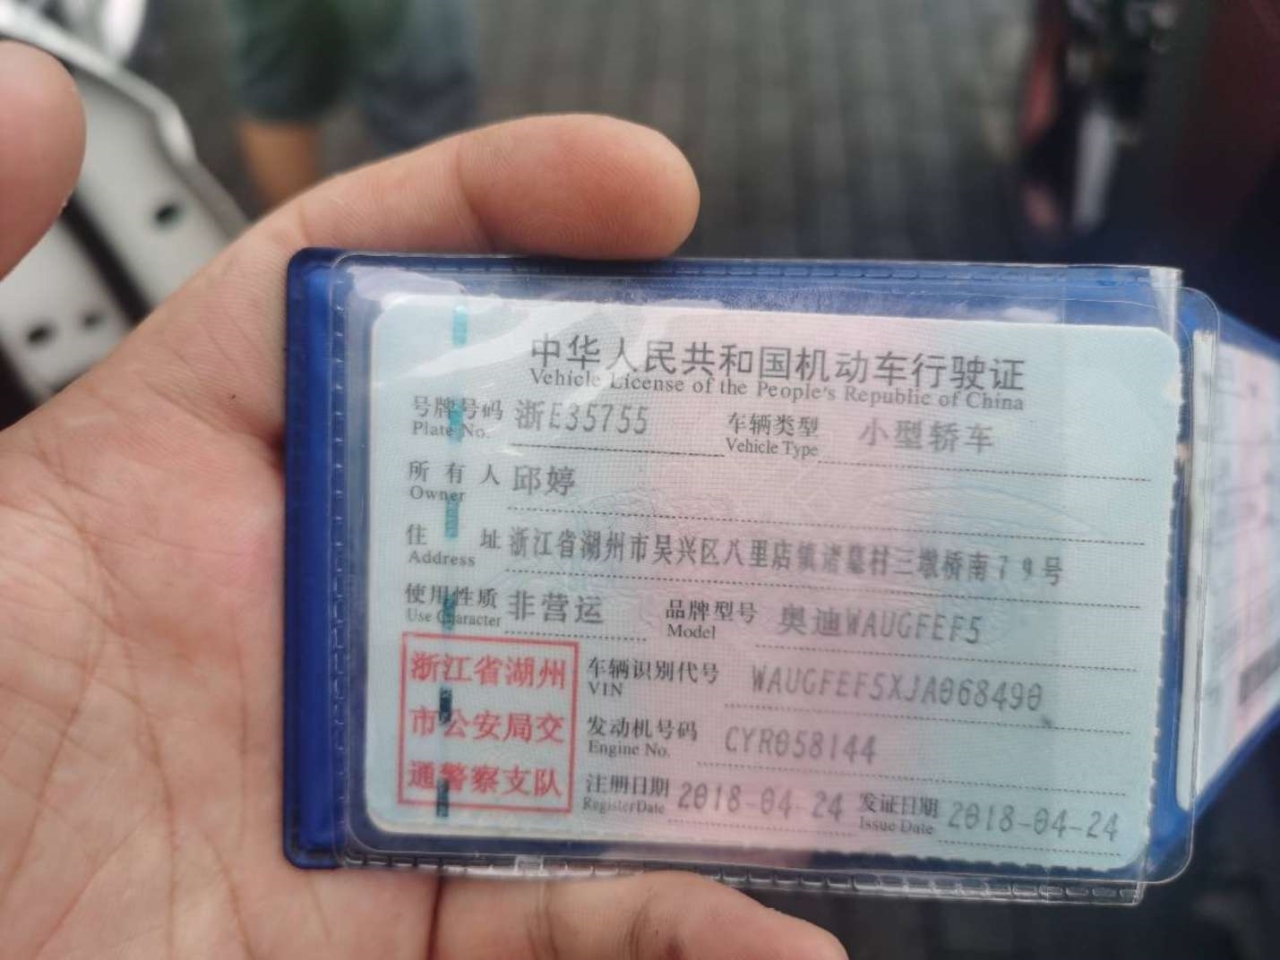 中华人民共和国机动车行驶证
Vehicle License of the People's Republic of China
号牌号码 浙E35755 车辆类型 小型轿车
Plate No. Vehicle Type
所有人 邱婷
Owner
住址 浙江省湖州市吴兴区八里店镇诸墓村三墩桥南79号
Address
使用性质 非营运 品牌型号 奥迪WAUGFEF5
Use Character Model
浙江省湖州
市公安局交
通警察支队
车辆识别代号 WAUGFEF5XJA068490
VIN
发动机号码 CYR058144
Engine No.
注册日期 2018-04-24 发证日期 2018-04-24
Register Date Issue Date